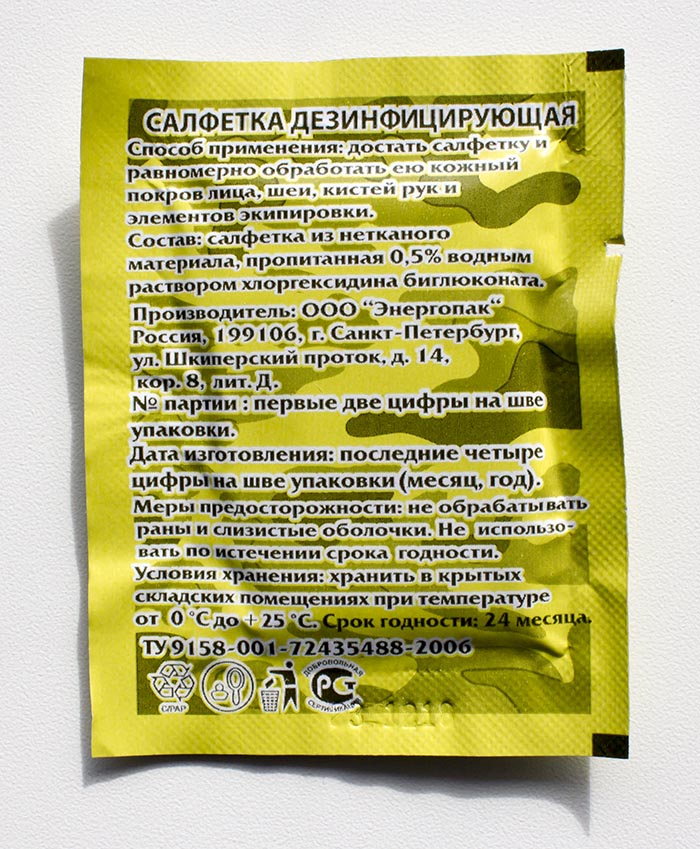 САЛФЕТКА ДЕЗИНФИЦИРУЮЩАЯ
Способ применения: достать салфетку и
равномерно обработать ею кожный
покров лица, шеи, кистей рук и
элементов экипировки.
Состав: салфетка из нетканого
материала, пропитанная 0,5% водным
раствором хлоргексидина биглюконата.
Производитель: ООО “Энергопак“
Россия, 199106, г. Санкт-Петербург,
ул. Шкиперский проток, д. 14,
кор. 8, лит. Д.
№ партии : первые две цифры на шве
упаковки.
Дата изготовления: последние четыре
цифры на шве упаковки (месяц, год).
Меры предосторожности: не обрабатывать
раны и слизистые оболочки. Не использо-
вать по истечении срока годности.
Условия хранения: хранить в крытых
складских помещениях при температуре
от 0 °С до + 25 °С. Срок годности: 24 месяца.
ТУ 9158-001-72435488-2006
C/PAP
ДОБРОВОЛЬНАЯ
РСТ
СЕРТИФИКАЦИЯ